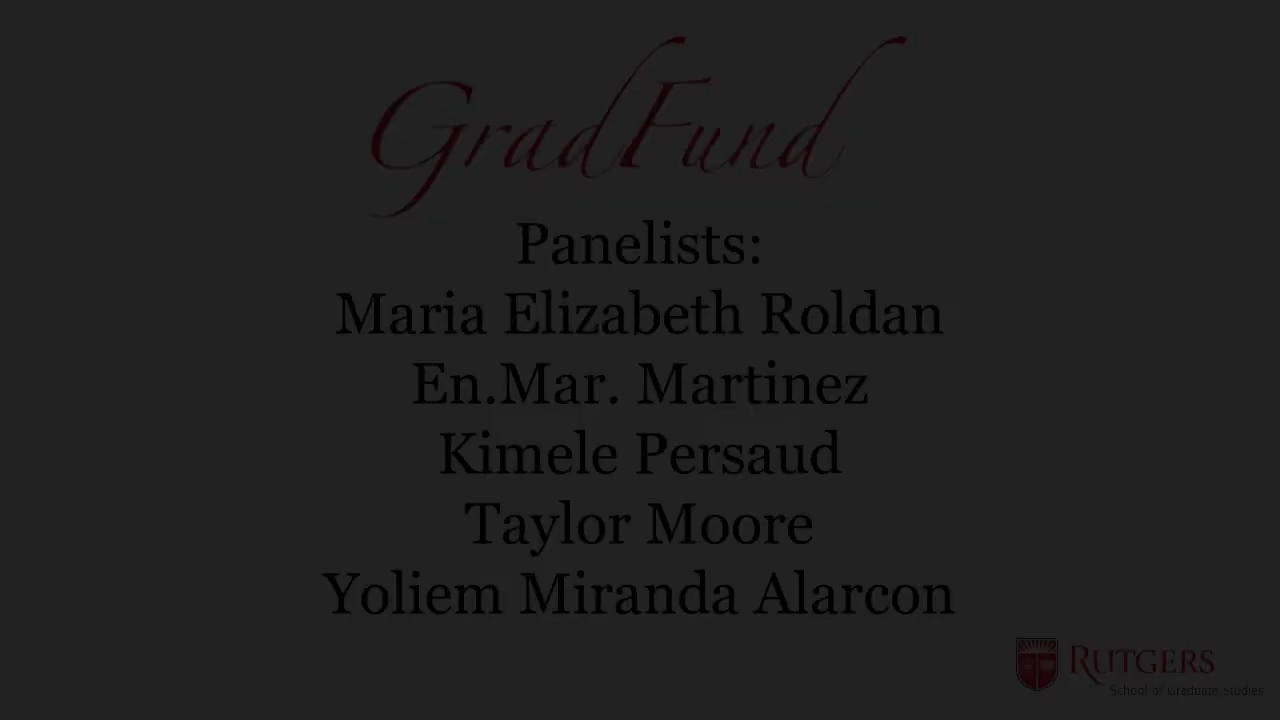 GradFund
Panelists:
Maria Elizabeth Roldan
En.Mar. Martinez
Kimele Persaud
Taylor Moore
Yoliem Miranda Alarcon
RUTGERS
School of Graduate Studies